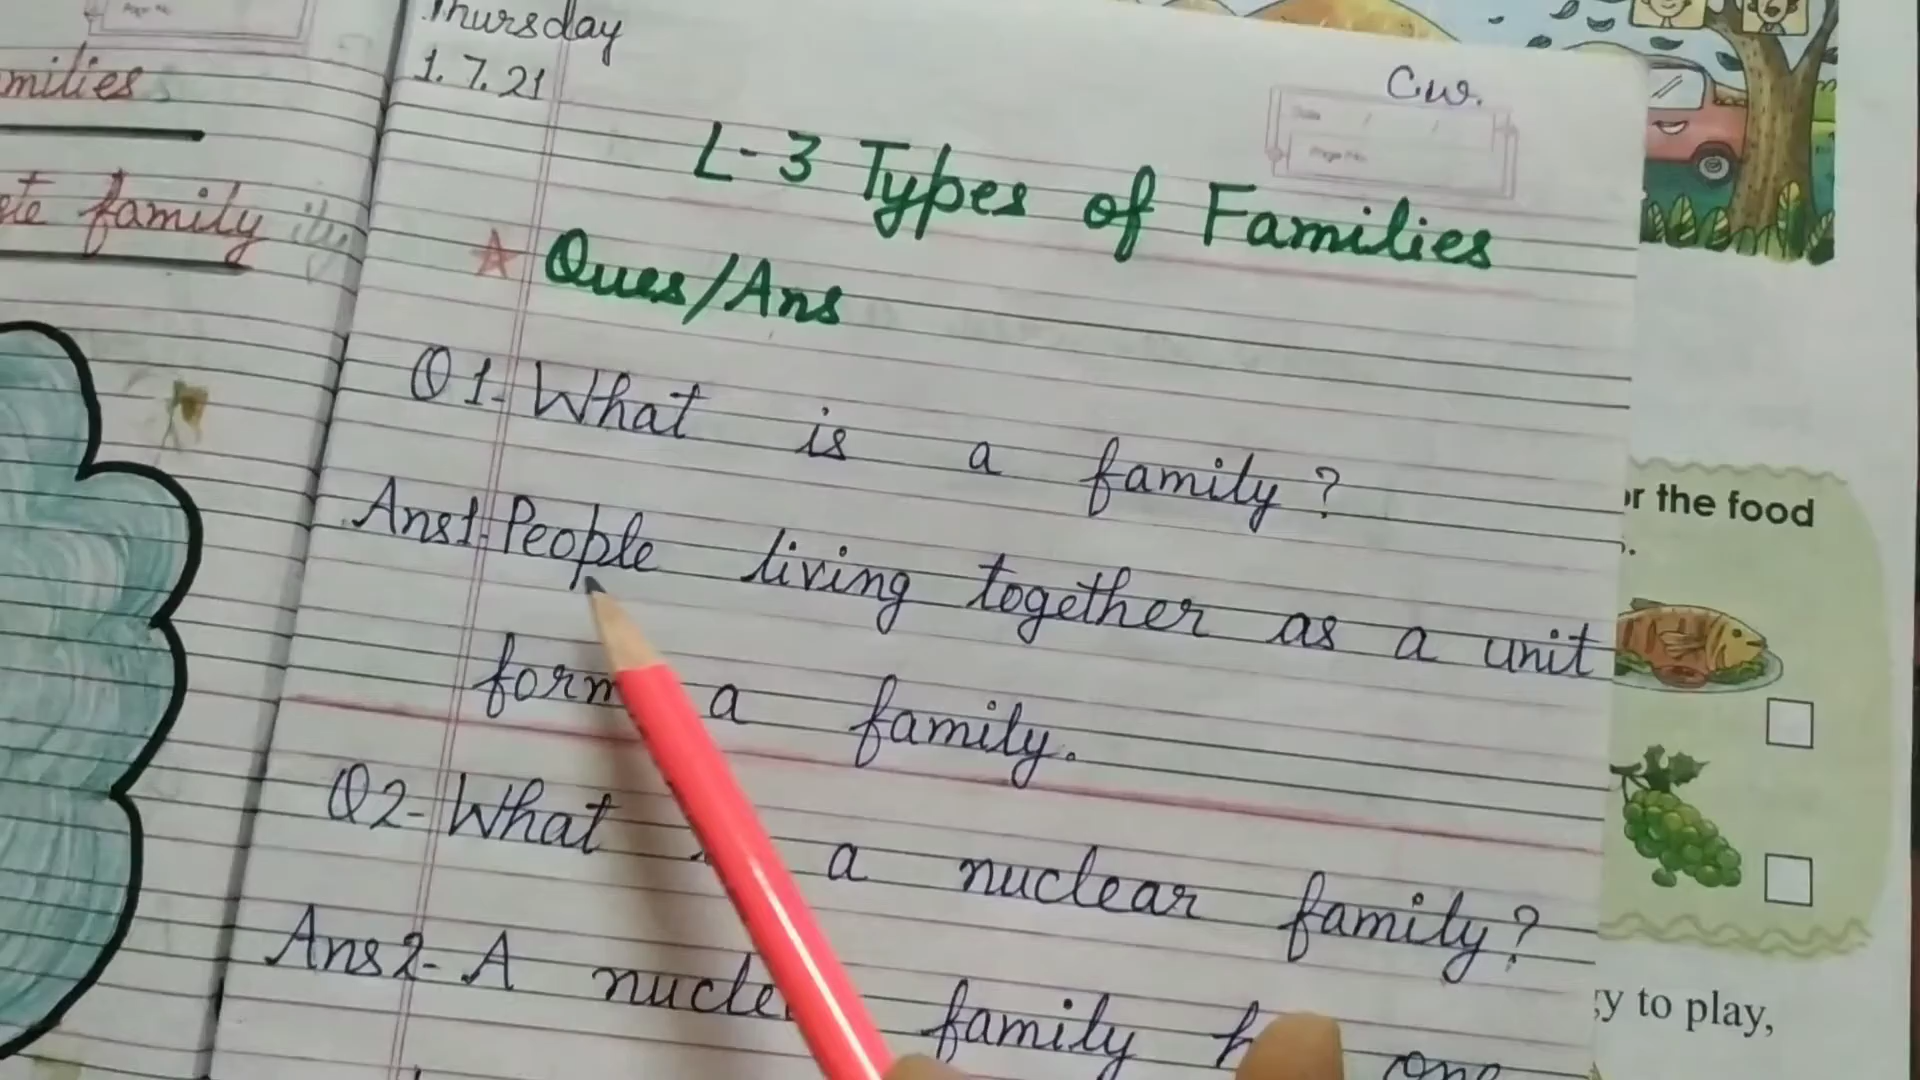 Thursday
1.7.21
C.W.
L-3 Types of Families
Ques/Ans
Q1- What is a family?
Ans1- People living together as a unit
form a family.
Q2- What a nuclear family?
Ans2- A family
family
the food
to play,